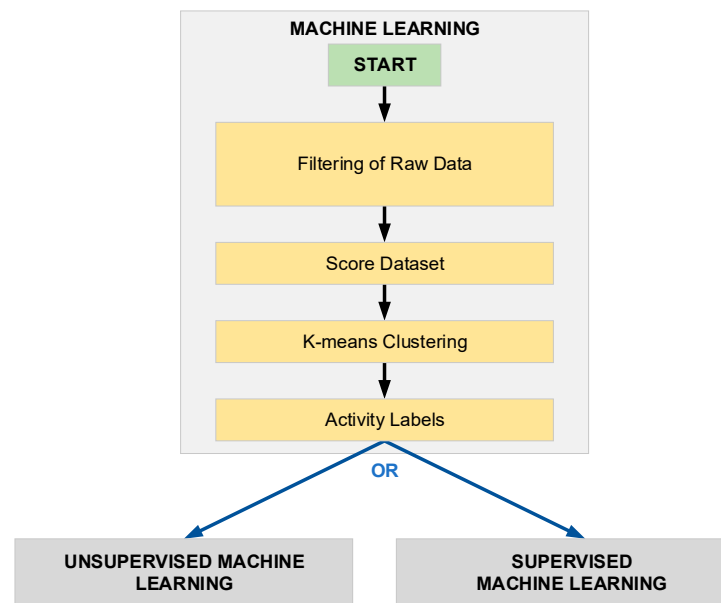 MACHINE LEARNING
START
Filtering of Raw Data
Score Dataset
K-means Clustering
Activity Labels
OR
UNSUPERVISED MACHINE
LEARNING
SUPERVISED
MACHINE LEARNING